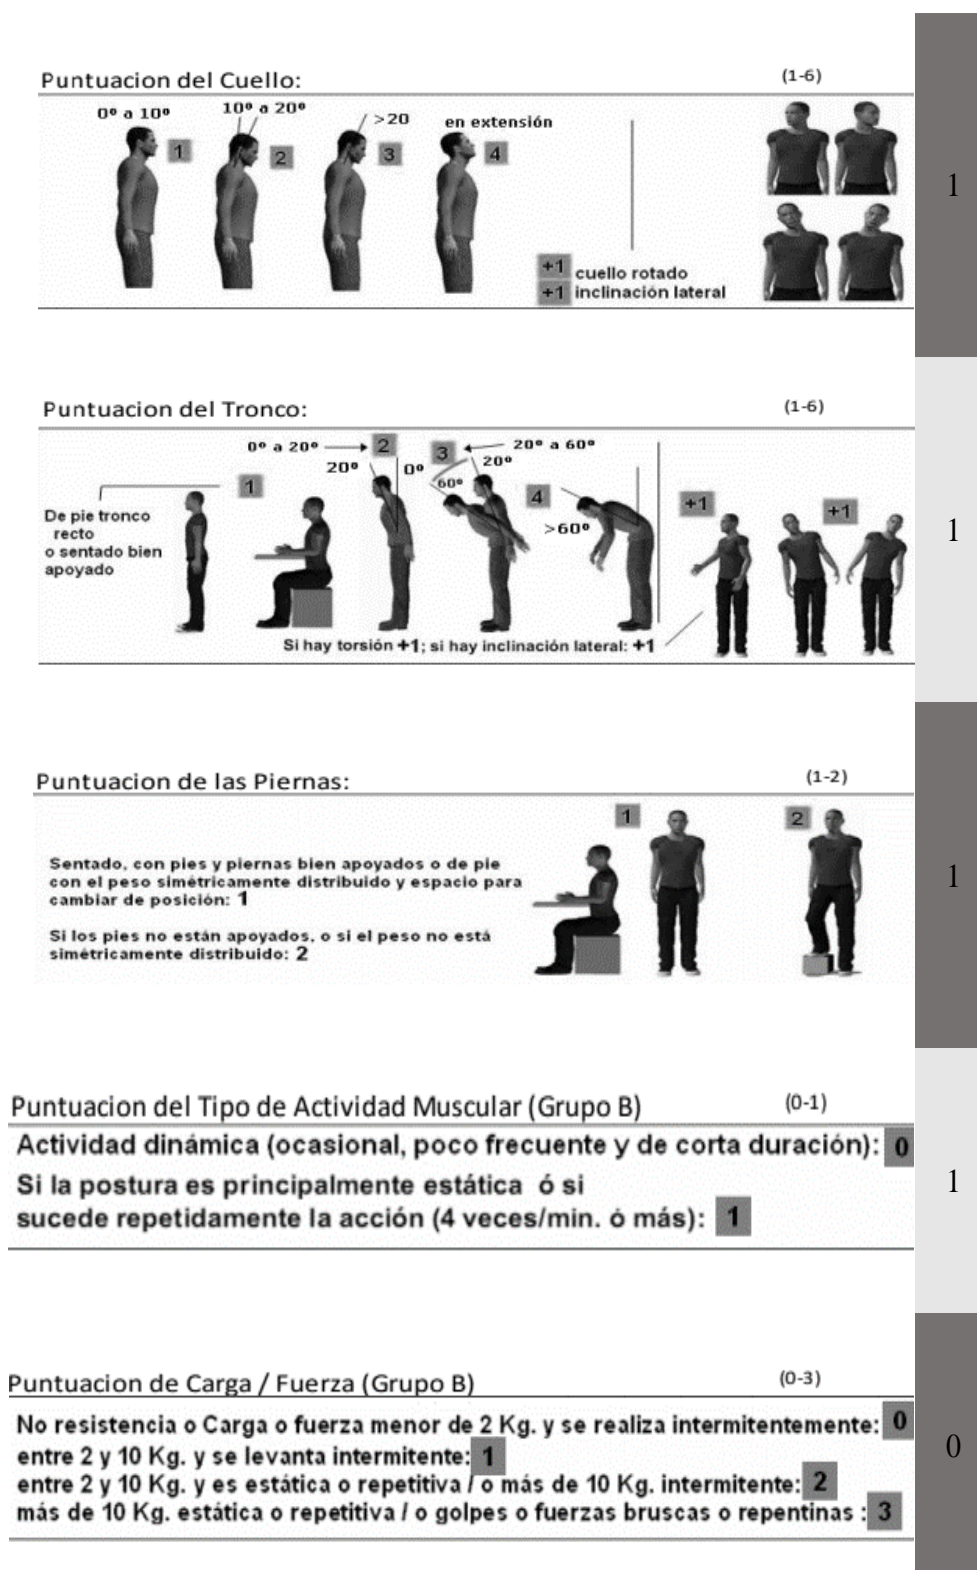 Puntuacion del Cuello: (1-6)
0º a 10º 10º a 20º >20 en extensión
1 2 3 4
1
+1 cuello rotado
+1 inclinación lateral
Puntuacion del Tronco: (1-6)
0º a 20º 2 3 20º a 60º
20º 0º 60º 20º
1 4 >60º +1 +1
De pie tronco
recto
o sentado bien
apoyado
1
Si hay torsión +1; si hay inclinación lateral: +1
Puntuacion de las Piernas: (1-2)
1 2
Sentado, con pies y piernas bien apoyados o de pie
con el peso simétricamente distribuido y espacio para
cambiar de posición: 1
1
Si los pies no están apoyados, o si el peso no está
simétricamente distribuido: 2
Puntuacion del Tipo de Actividad Muscular (Grupo B) (0-1)
Actividad dinámica (ocasional, poco frecuente y de corta duración): 0
Si la postura es principalmente estática ó si
sucede repetidamente la acción (4 veces/min. ó más): 1
1
Puntuacion de Carga / Fuerza (Grupo B) (0-3)
No resistencia o Carga o fuerza menor de 2 Kg. y se realiza intermitentemente: 0
entre 2 y 10 Kg. y se levanta intermitente: 1
0
entre 2 y 10 Kg. y es estática o repetitiva / o más de 10 Kg. intermitente: 2
más de 10 Kg. estática o repetitiva / o golpes o fuerzas bruscas o repentinas : 3